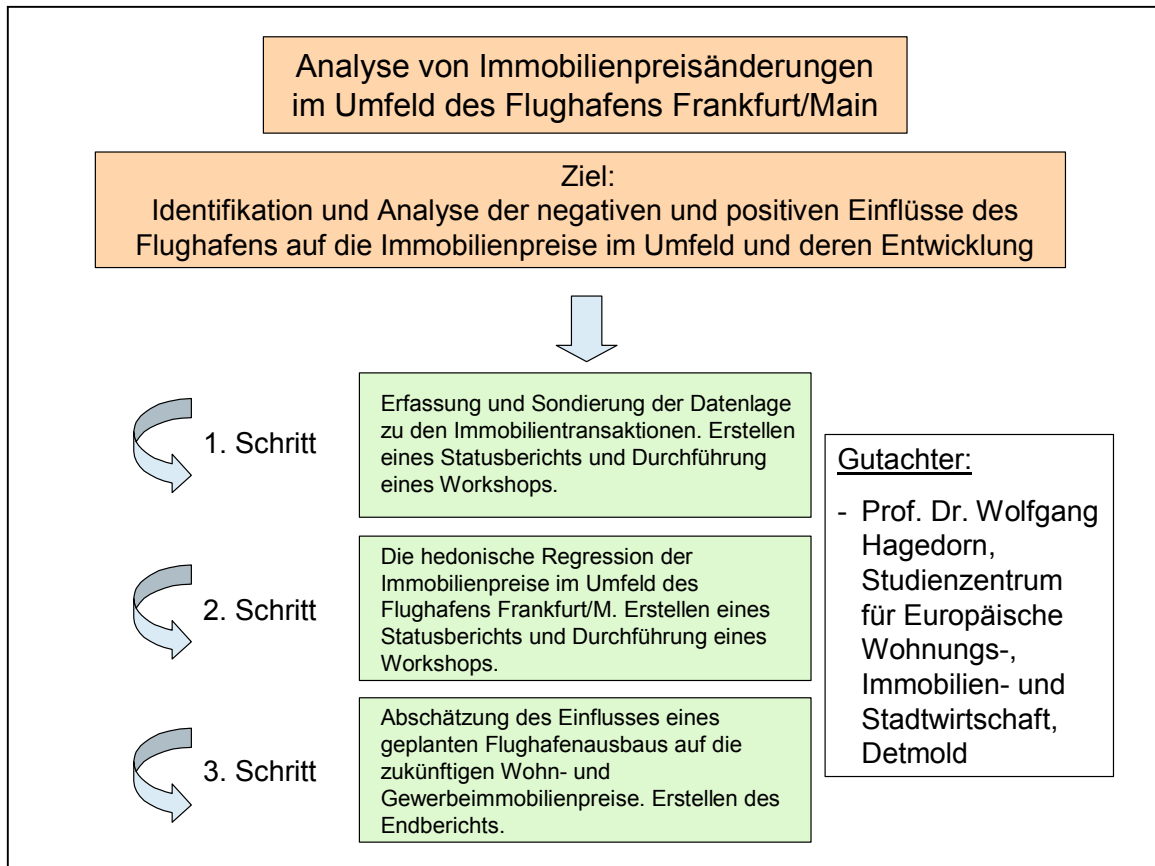 Analyse von Immobilienpreisänderungen
im Umfeld des Flughafens Frankfurt/Main
Ziel:
Identifikation und Analyse der negativen und positiven Einflüsse des
Flughafens auf die Immobilienpreise im Umfeld und deren Entwicklung
1. Schritt
Erfassung und Sondierung der Datenlage
zu den Immobilientransaktionen. Erstellen
eines Statusberichts und Durchführung
eines Workshops.
2. Schritt
Die hedonische Regression der
Immobilienpreise im Umfeld des
Flughafens Frankfurt/M. Erstellen eines
Statusberichts und Durchführung eines
Workshops.
3. Schritt
Abschätzung des Einflusses eines
geplanten Flughafenausbaus auf die
zukünftigen Wohn- und
Gewerbeimmobilienpreise. Erstellen des
Endberichts.
Gutachter:
- Prof. Dr. Wolfgang
Hagedorn,
Studienzentrum
für Europäische
Wohnungs-,
Immobilien- und
Stadtwirtschaft,
Detmold